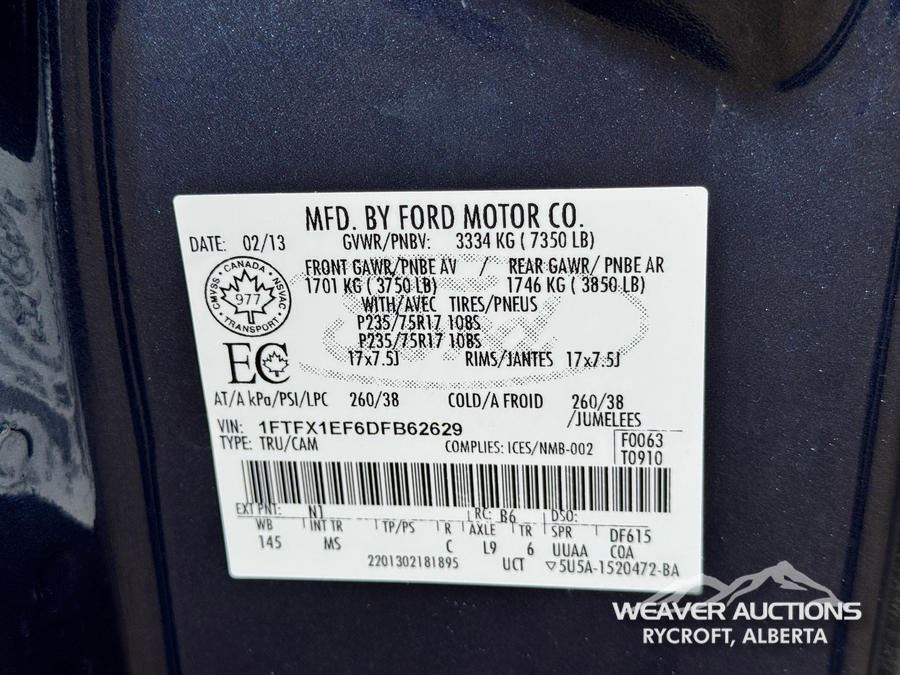 MFD. BY FORD MOTOR CO.
DATE: 02/13 GVWR/PNBV: 3334 KG ( 7350 LB)
FRONT GAWR/PNBE AV / REAR GAWR/ PNBE AR
1701 KG ( 3750 LB) 1746 KG ( 3850 LB)
WITH/AVEC TIRES/PNEUS
P235/75R17 108S
P235/75R17 108S
17x7.5J RIMS/JANTES 17x7.5J
CANADA
CMVSS NSVAC
977
TRANSPORT
EC
AT/A kPa/PSI/LPC 260/38 COLD/A FROID 260/38
/JUMELEES
VIN: 1FTFX1EF6DFB62629
TYPE: TRU/CAM COMPLIES: ICES/NMB-002
F0063
T0910
EXT PNT: N1 RC: B6 DSO:
WB INT TR TP/PS R AXLE TR SPR DF615
145 MS C L9 6 UUAA COA
2201302181895 UCT ▽5U5A-1520472-BA
WEAVER AUCTIONS
RYCROFT, ALBERTA